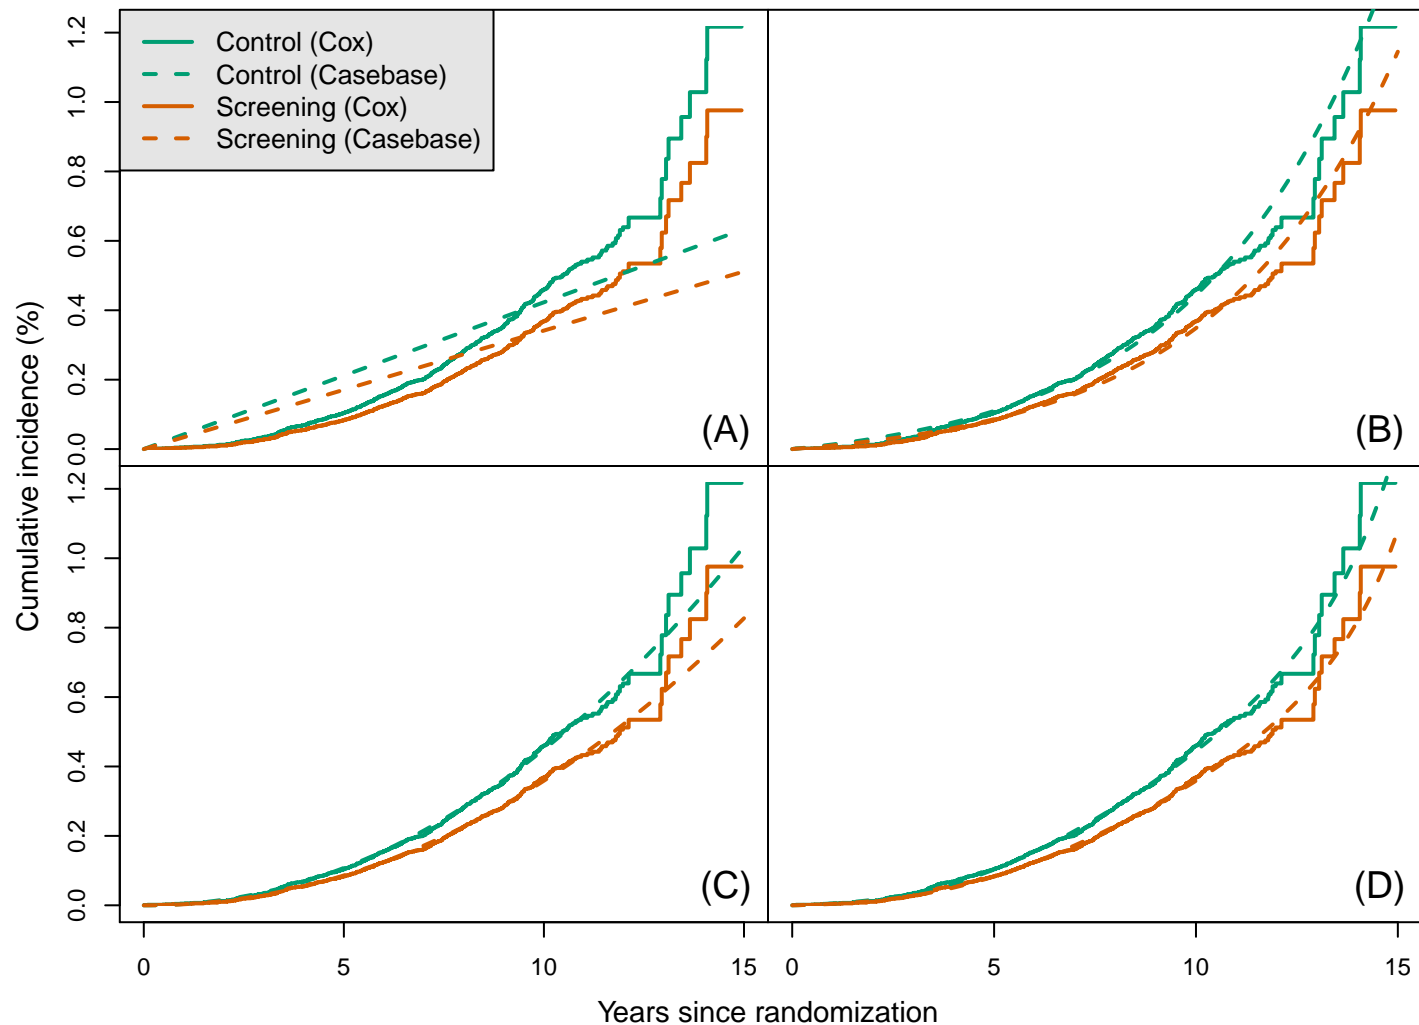 Control (Cox)
Control (Casebase)
Screening (Cox)
Screening (Casebase)
(A)
(B)
(C)
(D)
0.0
0.2
0.4
0.6
0.8
1.0
1.2
0.0
0.2
0.4
0.6
0.8
1.0
1.2
Cumulative incidence (%)
0 5 10 15 0 5 10 15
Years since randomization